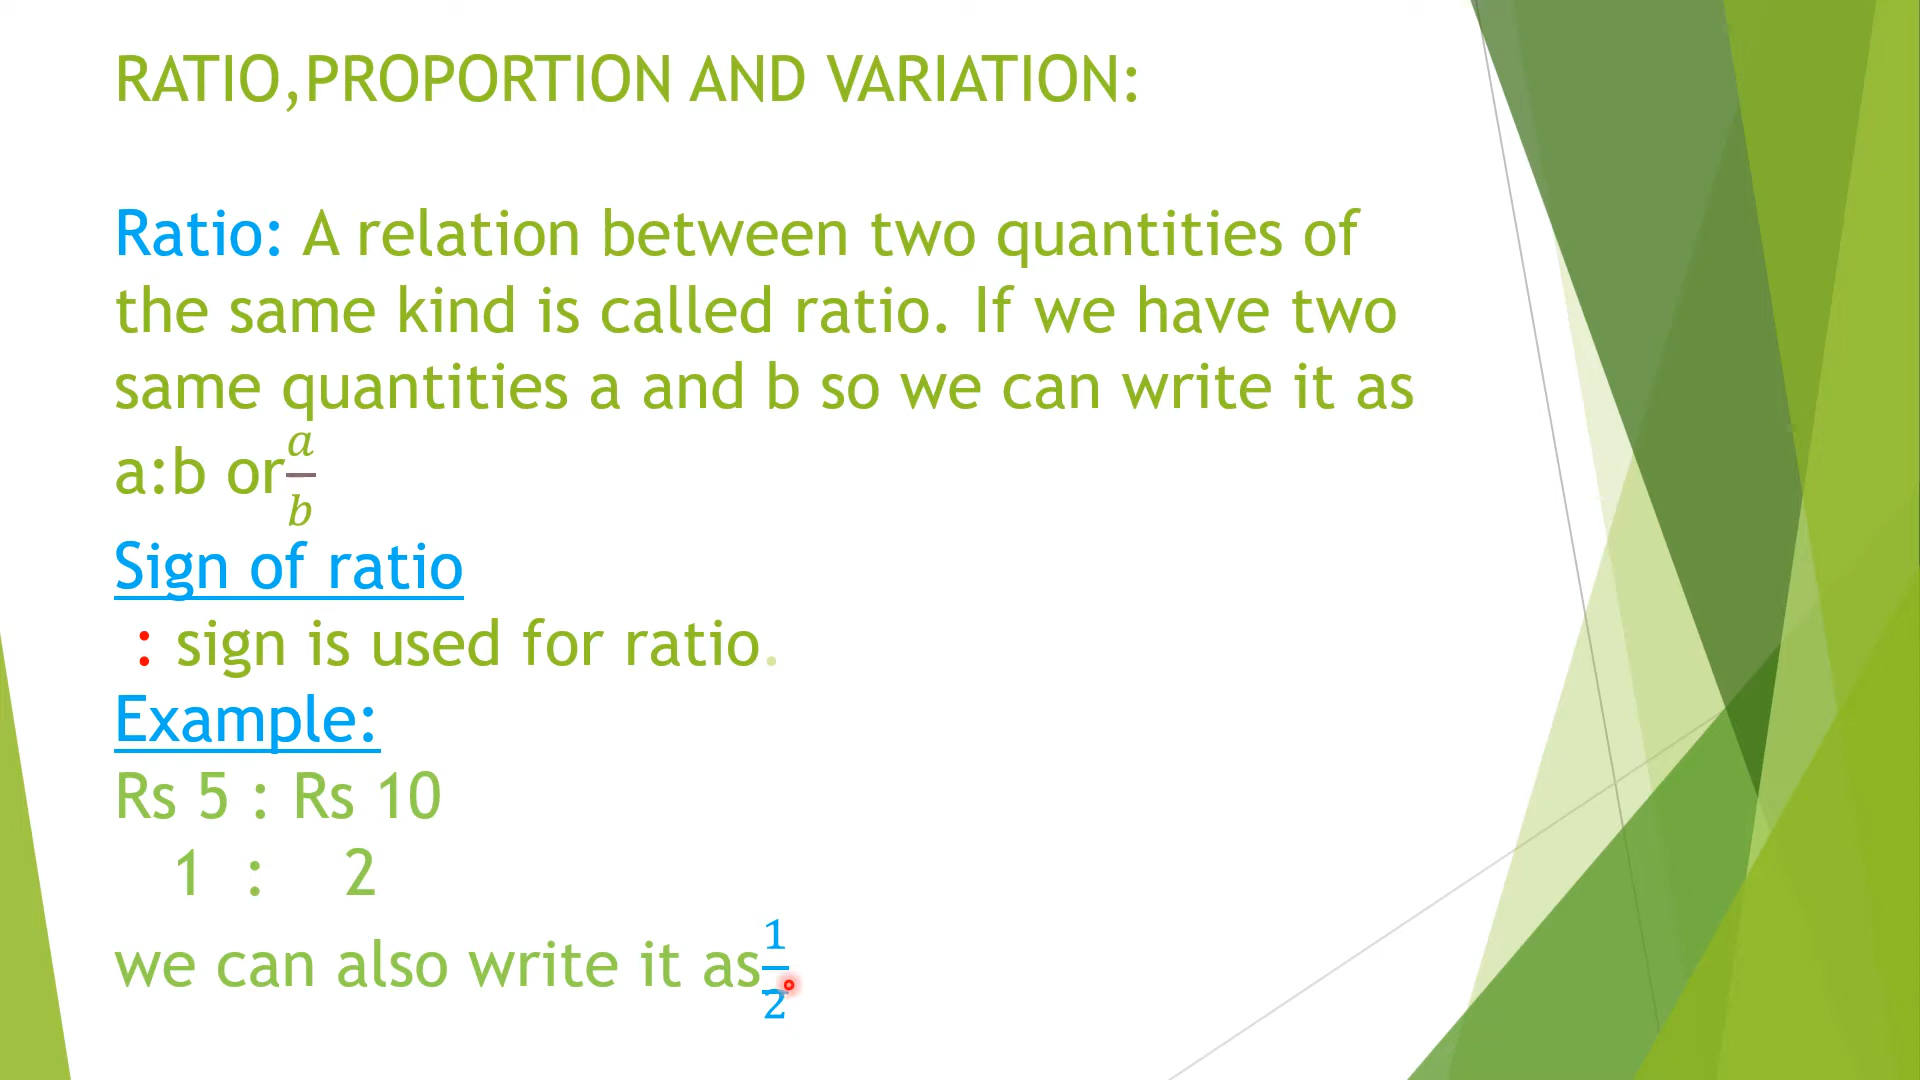 RATIO,PROPORTION AND VARIATION:
Ratio: A relation between two quantities of
the same kind is called ratio. If we have two
same quantities a and b so we can write it as
a:b or a/b
Sign of ratio
: sign is used for ratio.
Example:
Rs 5 : Rs 10
1 : 2
we can also write it as 1/2